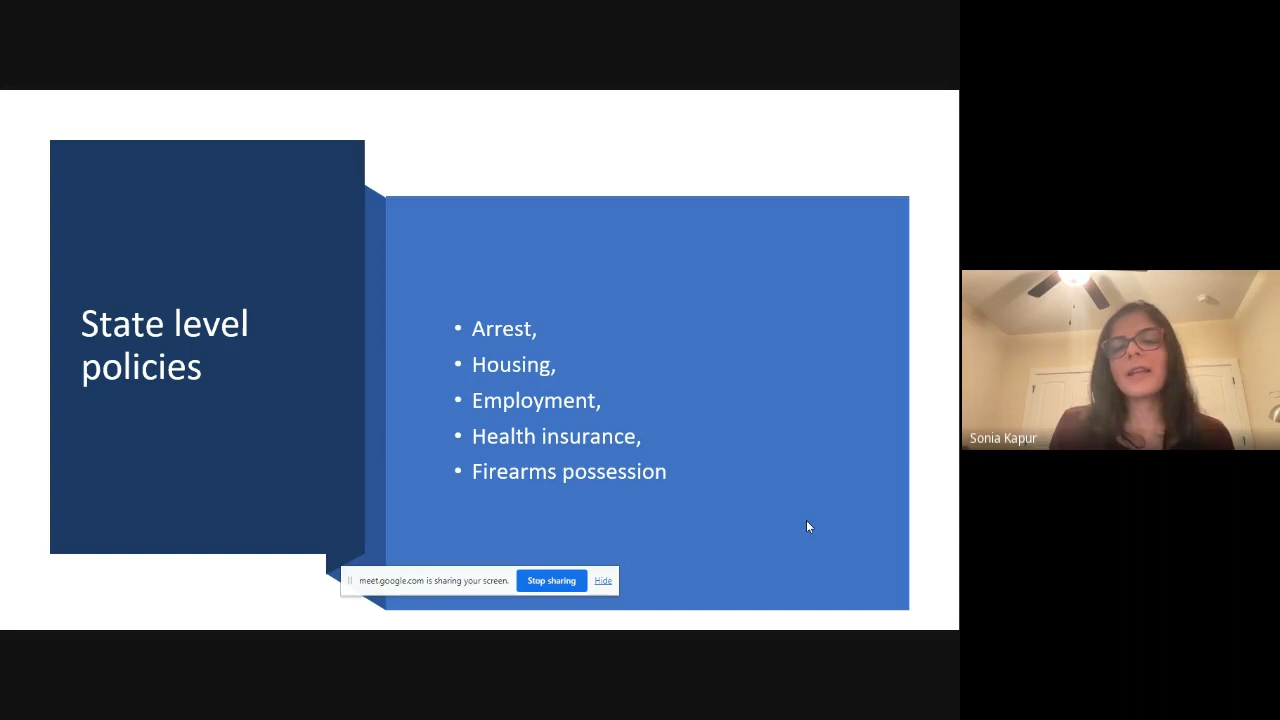 State level
policies
• Arrest,
• Housing,
• Employment,
• Health insurance,
• Firearms possession
meet.google.com is sharing your screen. Stop sharing Hide
Sonia Kapur